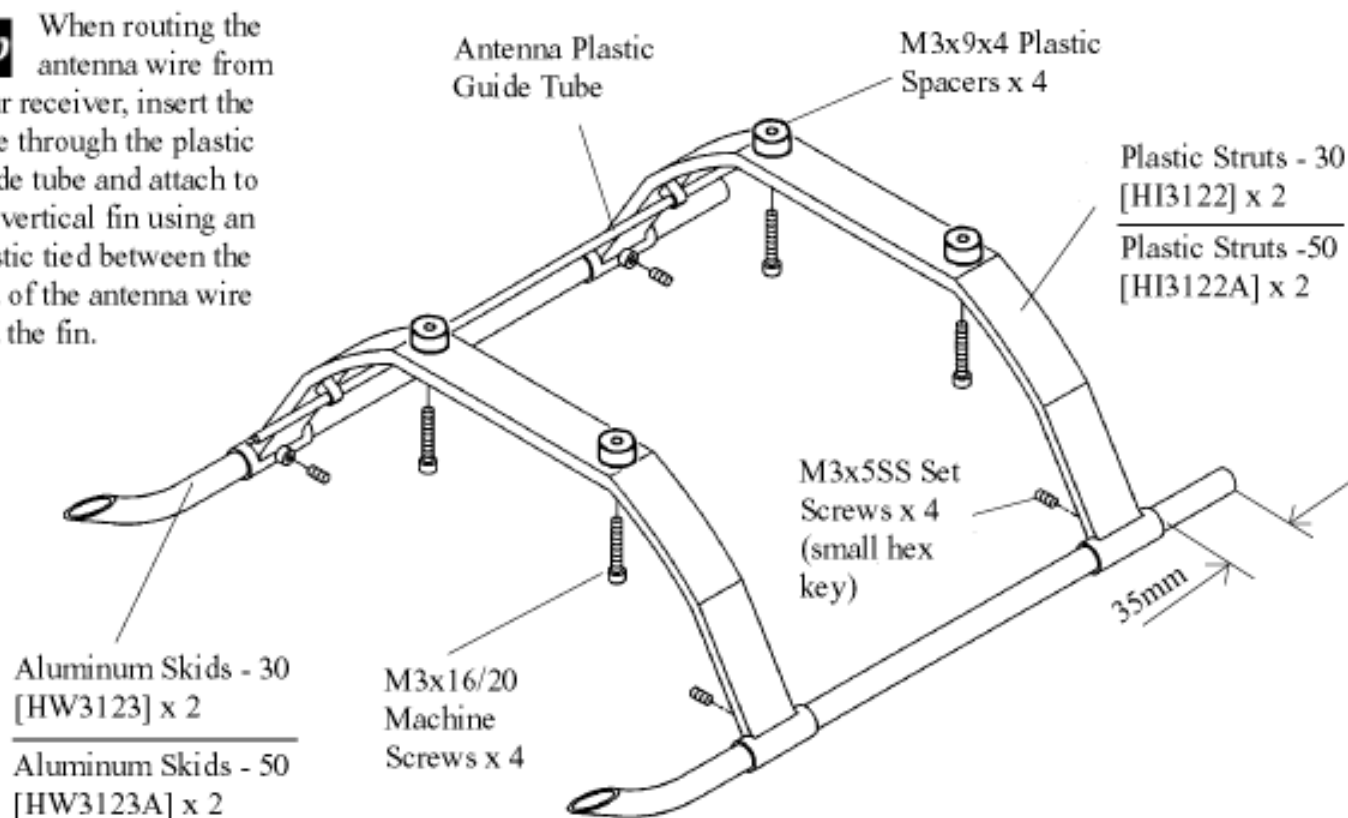 When routing the
antenna wire from
receiver, insert the
through the plastic
tube and attach to
vertical fin using an
tied between the
of the antenna wire
the fin.
Antenna Plastic
Guide Tube
M3x9x4 Plastic
Spacers x 4
Plastic Struts - 30
[HI3122] x 2
Plastic Struts -50
[HI3122A] x 2
M3x5SS Set
Screws x 4
(small hex
key)
35mm
Aluminum Skids - 30
[HW3123] x 2
Aluminum Skids - 50
[HW3123A] x 2
M3x16/20
Machine
Screws x 4